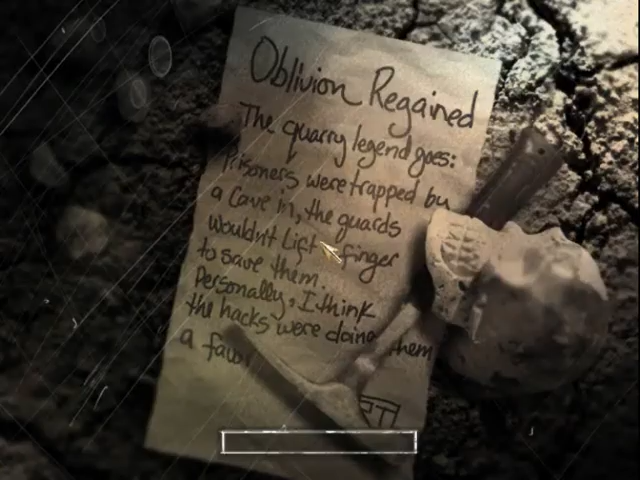 Oblivion Regained
The quarry legend goes:
Prisoners were trapped by
a cave in, the guards
wouldn't lift finger
to save them.
Personally, I think
the hacks were doing them
a